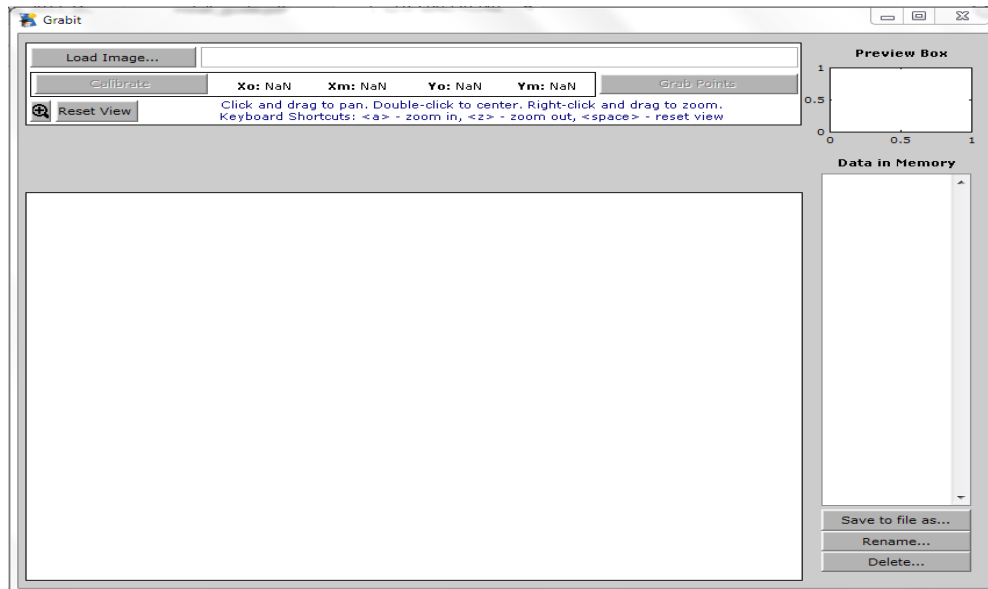 Grabit
Load Image...
Calibrate
Xo: NaN Xm: NaN Yo: NaN Ym: NaN
Grab Points
Reset View
Click and drag to pan. Double-click to center. Right-click and drag to zoom.
Keyboard Shortcuts: <a> - zoom in, <z> - zoom out, <space> - reset view
Preview Box
1
0.5
0
0 0.5 1
Data in Memory
Save to file as...
Rename...
Delete...